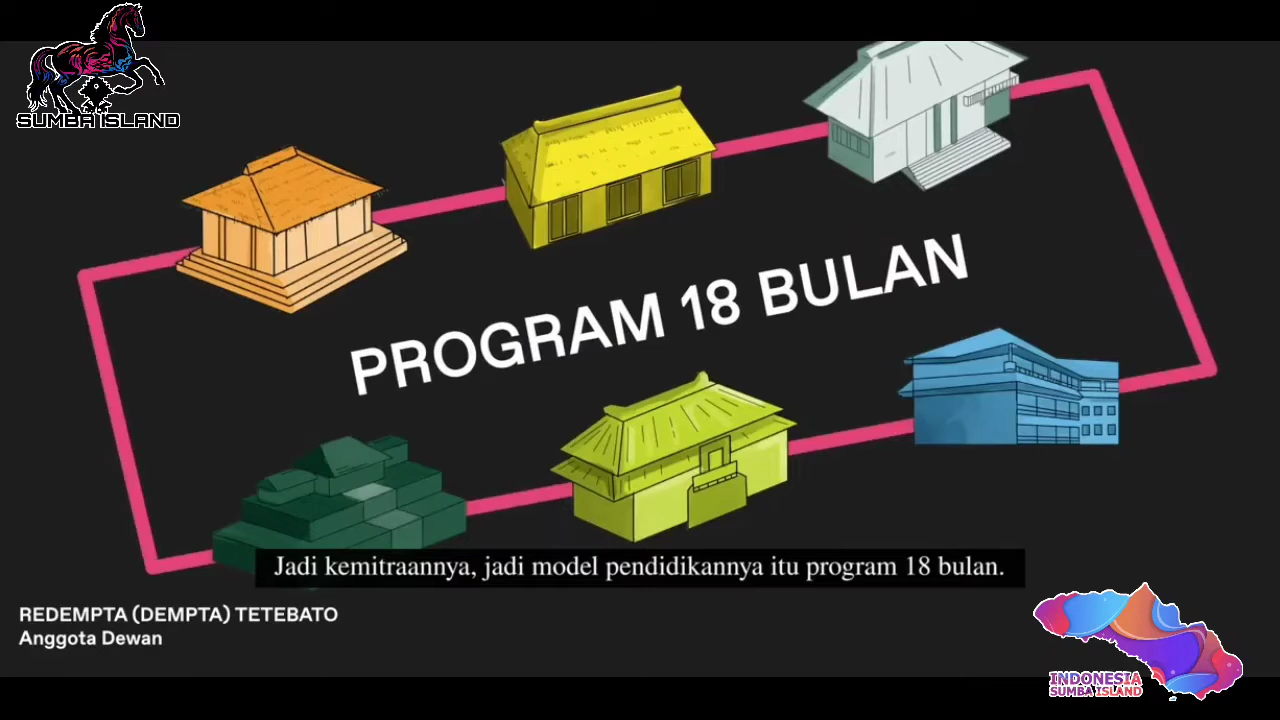 SUMBA ISLAND
PROGRAM 18 BULAN
Jadi kemitraannya, jadi model pendidikannya itu program 18 bulan.
REDEMPTA (DEMPTA) TETEBATO
Anggota Dewan
INDONESIA
SUMBA ISLAND